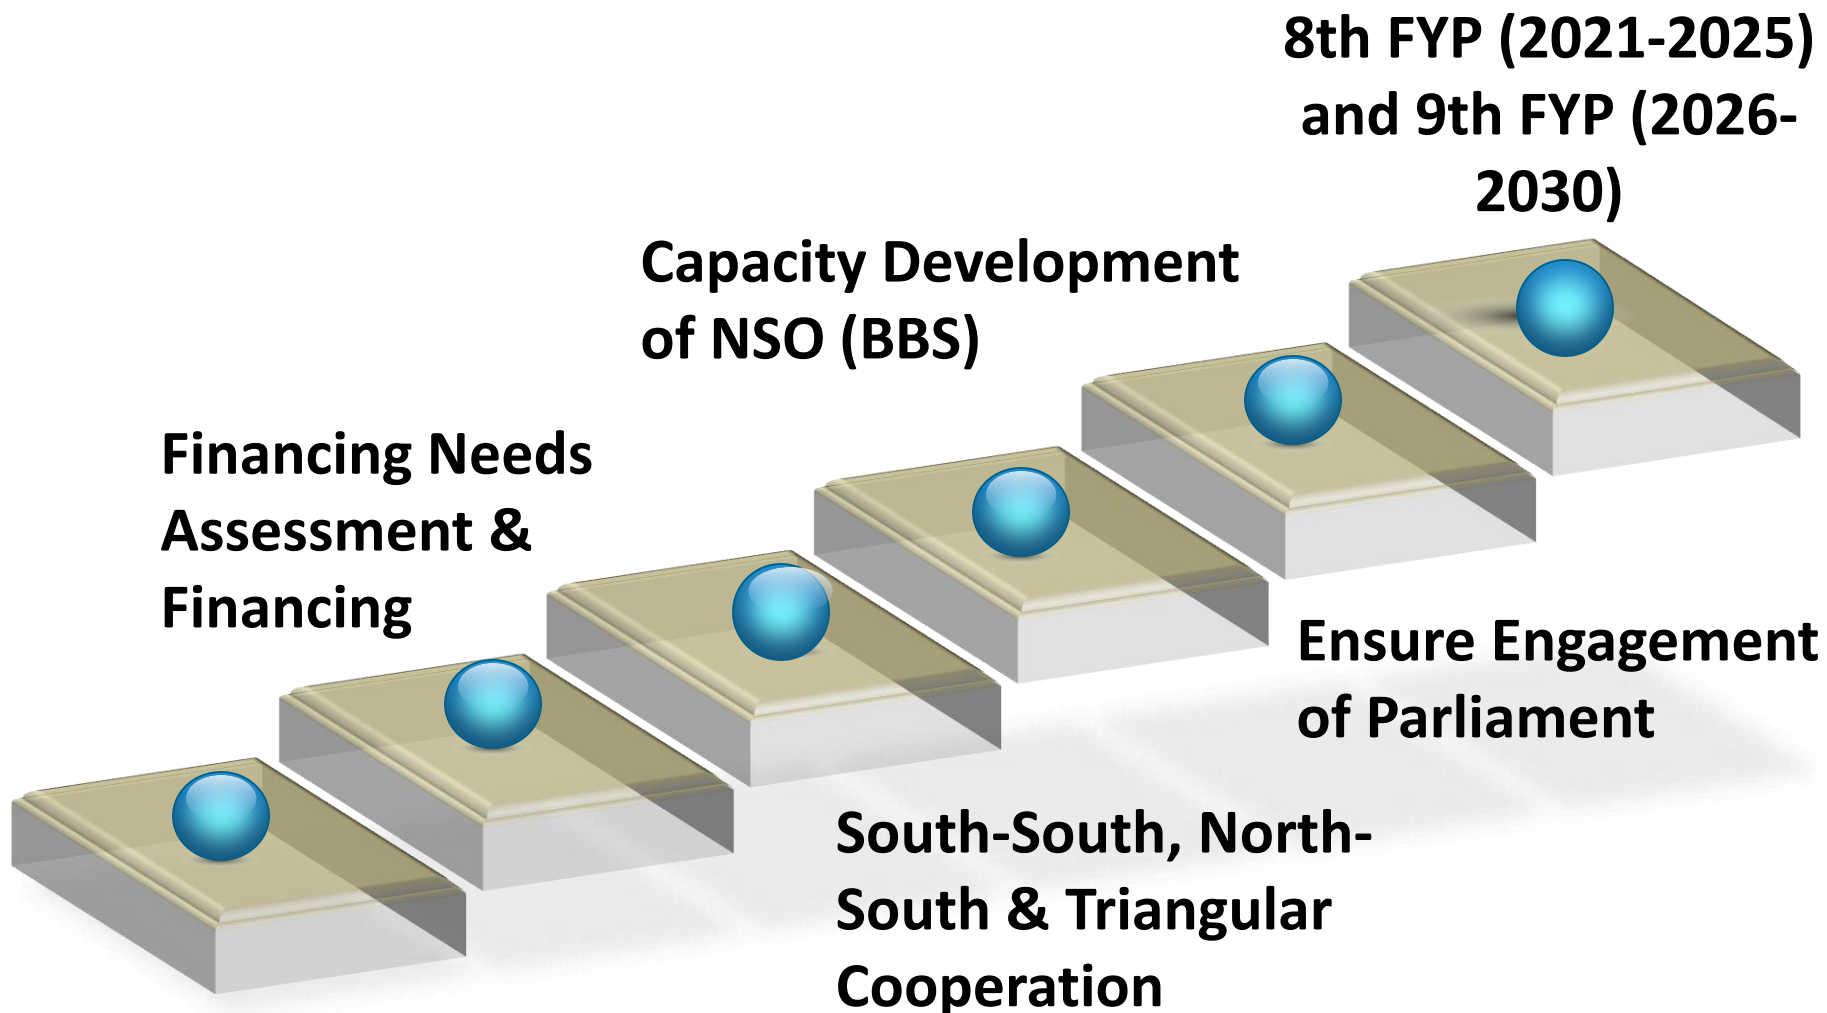 8th FYP (2021-2025)
and 9th FYP (2026-
2030)
Capacity Development
of NSO (BBS)
Financing Needs
Assessment &
Financing
Ensure Engagement
of Parliament
South-South, North-
South & Triangular
Cooperation